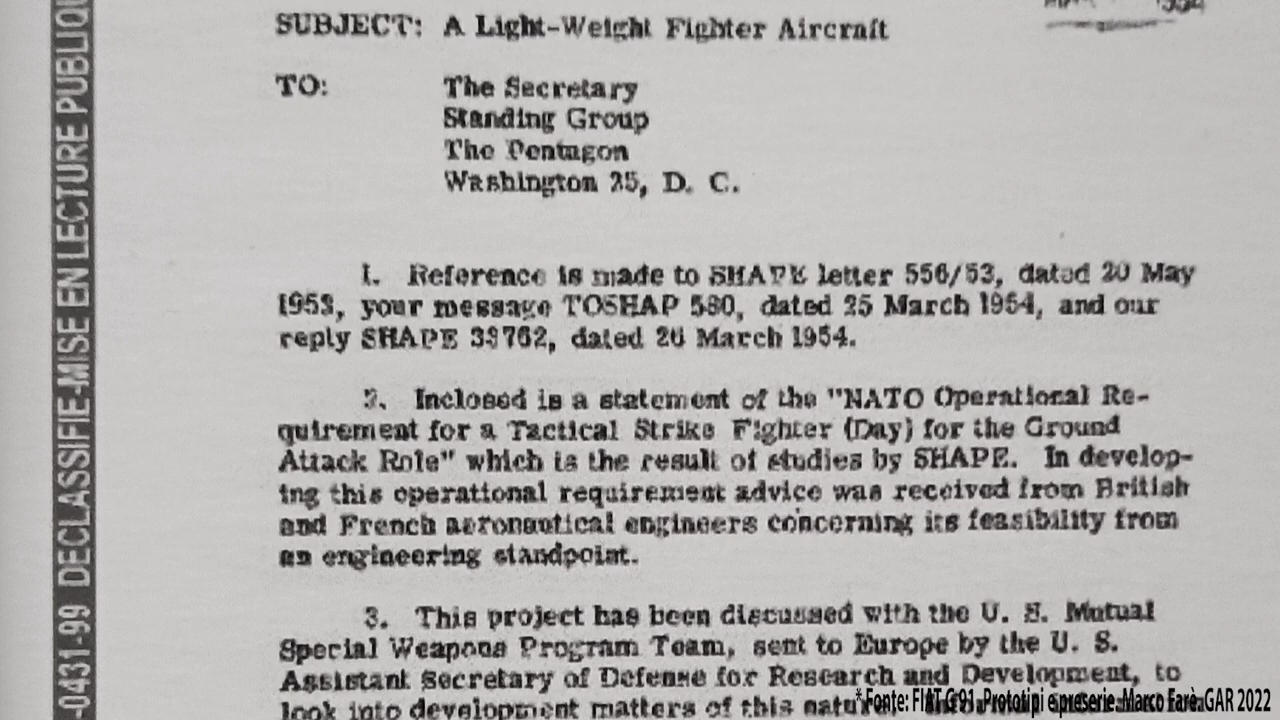 SUBJECT: A Light-Weight Fighter Aircraft
TO: The Secretary
Standing Group
The Pentagon
Washington 25, D. C.
1. Reference is made to SHAPE letter 556/53, dated 20 May
1953, your message TOSHAP 580, dated 25 March 1954, and our
reply SHAPE 33762, dated 26 March 1954.
2. Inclosed is a statement of the "NATO Operational Re-
quirement for a Tactical Strike Fighter (Day) for the Ground
Attack Role" which is the result of studies by SHAPE. In develop-
ing this operational requirement advice was received from British
and French aeronautical engineers concerning its feasibility from
an engineering standpoint.
3. This project has been discussed with the U. S. Mutual
Special Weapons Program Team, sent to Europe by the U. S.
Assistant Secretary of Defense for Research and Development, to
look into development matters of this nature.
-0431-99 DECLASSIFIE-MISE EN LECTURE PUBLIQU
*Fonte: FIAT G91 Prototipi e preserie-Marco Farè-GAR 2022